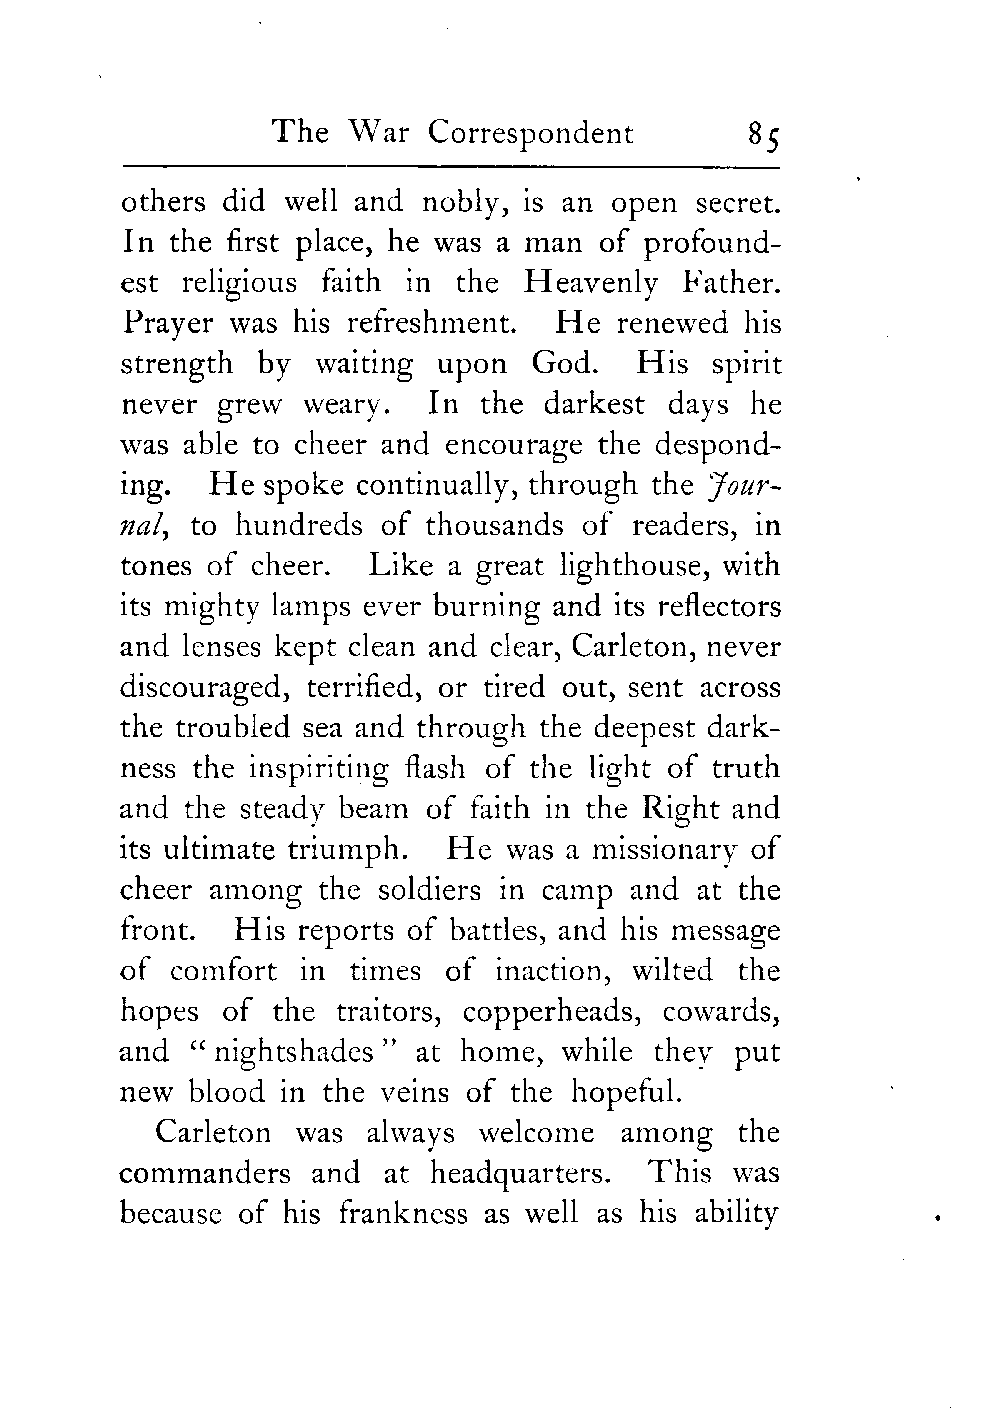 The War Correspondent 85
others did well and nobly, is an open secret.
In the first place, he was a man of profound-
est religious faith in the Heavenly Father.
Prayer was his refreshment. He renewed his
strength by waiting upon God. His spirit
never grew weary. In the darkest days he
was able to cheer and encourage the despond-
ing. He spoke continually, through the Jour-
nal, to hundreds of thousands of readers, in
tones of cheer. Like a great lighthouse, with
its mighty lamps ever burning and its reflectors
and lenses kept clean and clear, Carleton, never
discouraged, terrified, or tired out, sent across
the troubled sea and through the deepest dark-
ness the inspiriting flash of the light of truth
and the steady beam of faith in the Right and
its ultimate triumph. He was a missionary of
cheer among the soldiers in camp and at the
front. His reports of battles, and his message
of comfort in times of inaction, wilted the
hopes of the traitors, copperheads, cowards,
and “nightshades” at home, while they put
new blood in the veins of the hopeful.
Carleton was always welcome among the
commanders and at headquarters. This was
because of his frankness as well as his ability